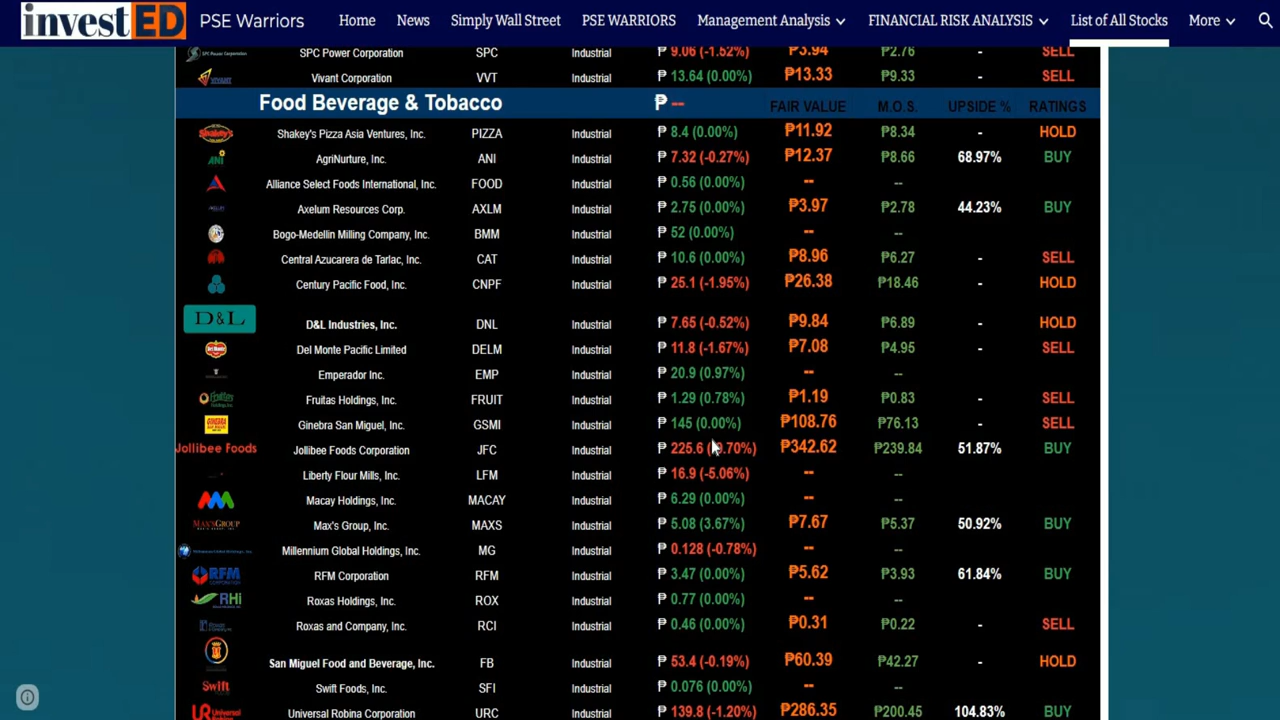 investED PSE Warriors Home News Simply Wall Street PSE WARRIORS Management Analysis FINANCIAL RISK ANALYSIS List of All Stocks More
SPC Power Corporation SPC Industrial ₱ 9.06 (-1.52%) ₱3.94 ₱2.76 - SELL
Vivant Corporation VVT Industrial ₱ 13.64 (0.00%) ₱13.33 ₱9.33 - SELL
Food Beverage & Tobacco ₱ -- FAIR VALUE M.O.S. UPSIDE % RATINGS
Shakey's Shakey's Pizza Asia Ventures, Inc. PIZZA Industrial ₱ 8.4 (0.00%) ₱11.92 ₱8.34 - HOLD
ANI AgriNurture, Inc. ANI Industrial ₱ 7.32 (-0.27%) ₱12.37 ₱8.66 68.97% BUY
Alliance Select Foods International, Inc. FOOD Industrial ₱ 0.56 (0.00%) -- --
Axelum Resources Corp. AXLM Industrial ₱ 2.75 (0.00%) ₱3.97 ₱2.78 44.23% BUY
Bogo-Medellin Milling Company, Inc. BMM Industrial ₱ 52 (0.00%) -- --
Central Azucarera de Tarlac, Inc. CAT Industrial ₱ 10.6 (0.00%) ₱8.96 ₱6.27 - SELL
Century Pacific Food, Inc. CNPF Industrial ₱ 25.1 (-1.95%) ₱26.38 ₱18.46 - HOLD
D&L D&L Industries, Inc. DNL Industrial ₱ 7.65 (-0.52%) ₱9.84 ₱6.89 - HOLD
Del Monte Del Monte Pacific Limited DELM Industrial ₱ 11.8 (-1.67%) ₱7.08 ₱4.95 - SELL
Emperador Inc. EMP Industrial ₱ 20.9 (0.97%) -- --
Fruitas Fruitas Holdings, Inc. FRUIT Industrial ₱ 1.29 (0.78%) ₱1.19 ₱0.83 - SELL
GINEBRA SAN MIGUEL Ginebra San Miguel, Inc. GSMI Industrial ₱ 145 (0.00%) ₱108.76 ₱76.13 - SELL
Jollibee Foods Jollibee Foods Corporation JFC Industrial ₱ 225.6 ( .70%) ₱342.62 ₱239.84 51.87% BUY
Liberty Flour Mills, Inc. LFM Industrial ₱ 16.9 (-5.06%) -- --
Macay Holdings, Inc. MACAY Industrial ₱ 6.29 (0.00%) -- --
MAX'S GROUP Max's Group, Inc. MAXS Industrial ₱ 5.08 (3.67%) ₱7.67 ₱5.37 50.92% BUY
Millennium Global Holdings, Inc. MG Industrial ₱ 0.128 (-0.78%) -- --
RFM CORPORATION RFM Corporation RFM Industrial ₱ 3.47 (0.00%) ₱5.62 ₱3.93 61.84% BUY
RHi Roxas Holdings, Inc. ROX Industrial ₱ 0.77 (0.00%) -- --
Roxas and Company, Inc. RCI Industrial ₱ 0.46 (0.00%) ₱0.31 ₱0.22 - SELL
San Miguel Food and Beverage, Inc. FB Industrial ₱ 53.4 (-0.19%) ₱60.39 ₱42.27 - HOLD
Swift Swift Foods, Inc. SFI Industrial ₱ 0.076 (0.00%) -- --
Universal Robina Universal Robina Corporation URC Industrial ₱ 139.8 (-1.20%) ₱286.35 ₱200.45 104.83% BUY